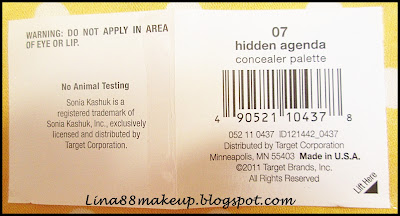 WARNING: DO NOT APPLY IN AREA
OF EYE OR LIP.
No Animal Testing
Sonia Kashuk is a
registered trademark of
Sonia Kashuk, Inc., exclusively
licensed and distributed by
Target Corporation.
07
hidden agenda
concealer palette
4 90521 10437 8
052 11 0437 ID121442_0437
Distributed by Target Corporation
Minneapolis, MN 55403 Made in U.S.A.
©2011 Target Brands, Inc.
All Rights Reserved
Lift Here
Lina88makeup.blogspot.com